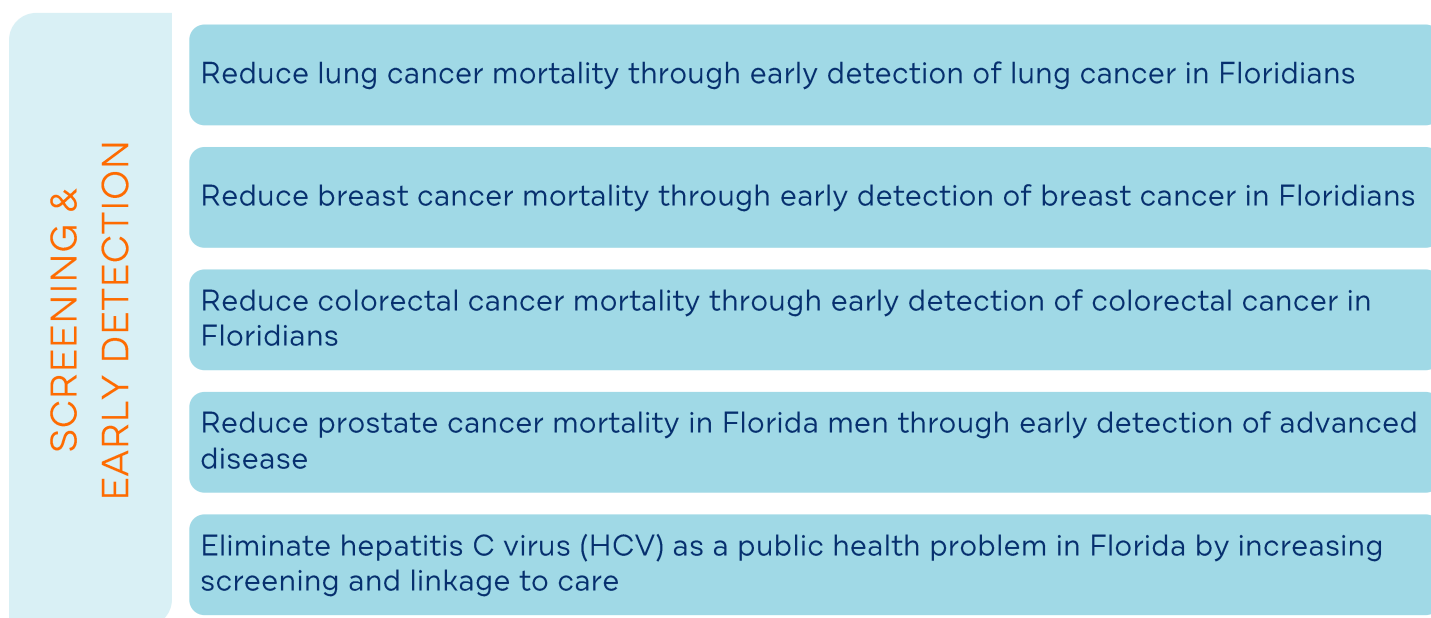 SCREENING &
EARLY DETECTION
Reduce lung cancer mortality through early detection of lung cancer in Floridians
Reduce breast cancer mortality through early detection of breast cancer in Floridians
Reduce colorectal cancer mortality through early detection of colorectal cancer in
Floridians
Reduce prostate cancer mortality in Florida men through early detection of advanced
disease
Eliminate hepatitis C virus (HCV) as a public health problem in Florida by increasing
screening and linkage to care